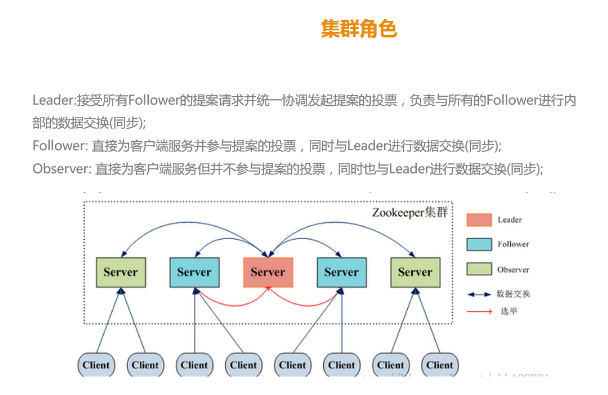 集群角色
Leader:接受所有Follower的提案请求并统一协调发起提案的投票，负责与所有的Follower进行内
部的数据交换(同步);
Follower: 直接为客户端服务并参与提案的投票，同时与Leader进行数据交换(同步);
Observer: 直接为客户端服务但并不参与提案的投票，同时也与Leader进行数据交换(同步);
Zookeeper集群
Leader
Follower
Observer
数据交换
选举
Server Server Server Server Server
Client Client Client Client Client Client Client Client